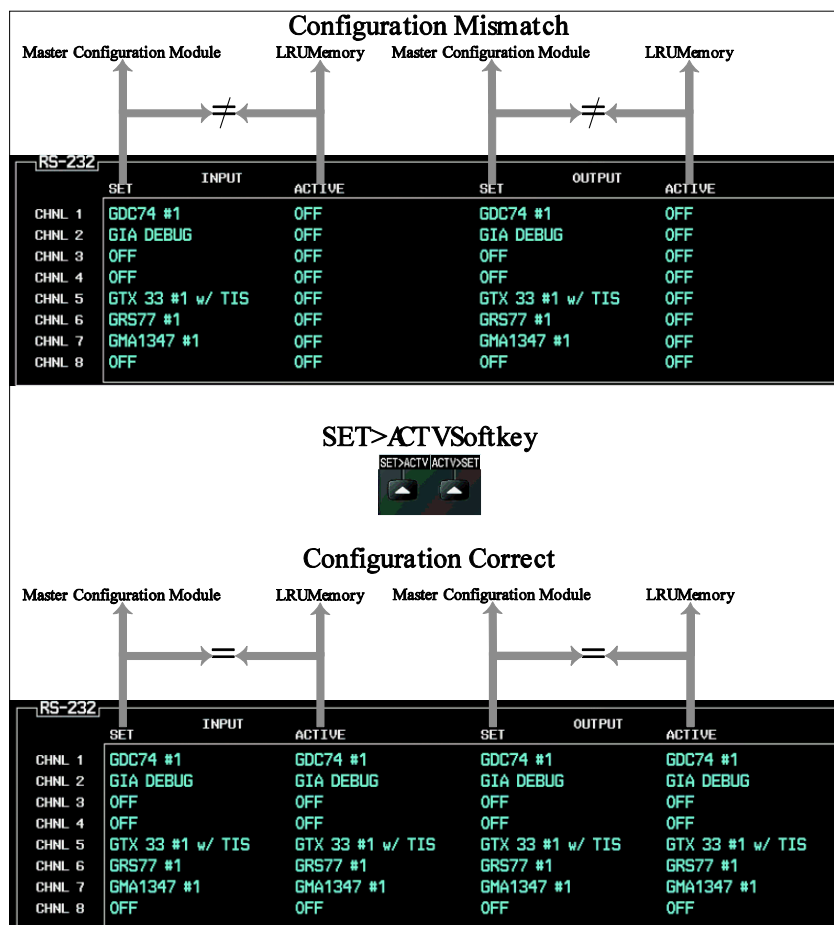 Configuration Mismatch
Master Configuration Module LRUMemory Master Configuration Module LRUMemory
≠ ≠
RS-232
INPUT OUTPUT
SET ACTIVE SET ACTIVE
CHNL 1 GDC74 #1 OFF GDC74 #1 OFF
CHNL 2 GIA DEBUG OFF GIA DEBUG OFF
CHNL 3 OFF OFF OFF OFF
CHNL 4 OFF OFF OFF OFF
CHNL 5 GTX 33 #1 w/ TIS OFF GTX 33 #1 w/ TIS OFF
CHNL 6 GRS77 #1 OFF GRS77 #1 OFF
CHNL 7 GMA1347 #1 OFF GMA1347 #1 OFF
CHNL 8 OFF OFF OFF OFF
SET>ACTVSoftkey
SET>ACTV ACTV>SET
Configuration Correct
Master Configuration Module LRUMemory Master Configuration Module LRUMemory
= =
RS-232
INPUT OUTPUT
SET ACTIVE SET ACTIVE
CHNL 1 GDC74 #1 GDC74 #1 GDC74 #1 GDC74 #1
CHNL 2 GIA DEBUG GIA DEBUG GIA DEBUG GIA DEBUG
CHNL 3 OFF OFF OFF OFF
CHNL 4 OFF OFF OFF OFF
CHNL 5 GTX 33 #1 w/ TIS GTX 33 #1 w/ TIS GTX 33 #1 w/ TIS GTX 33 #1 w/ TIS
CHNL 6 GRS77 #1 GRS77 #1 GRS77 #1 GRS77 #1
CHNL 7 GMA1347 #1 GMA1347 #1 GMA1347 #1 GMA1347 #1
CHNL 8 OFF OFF OFF OFF